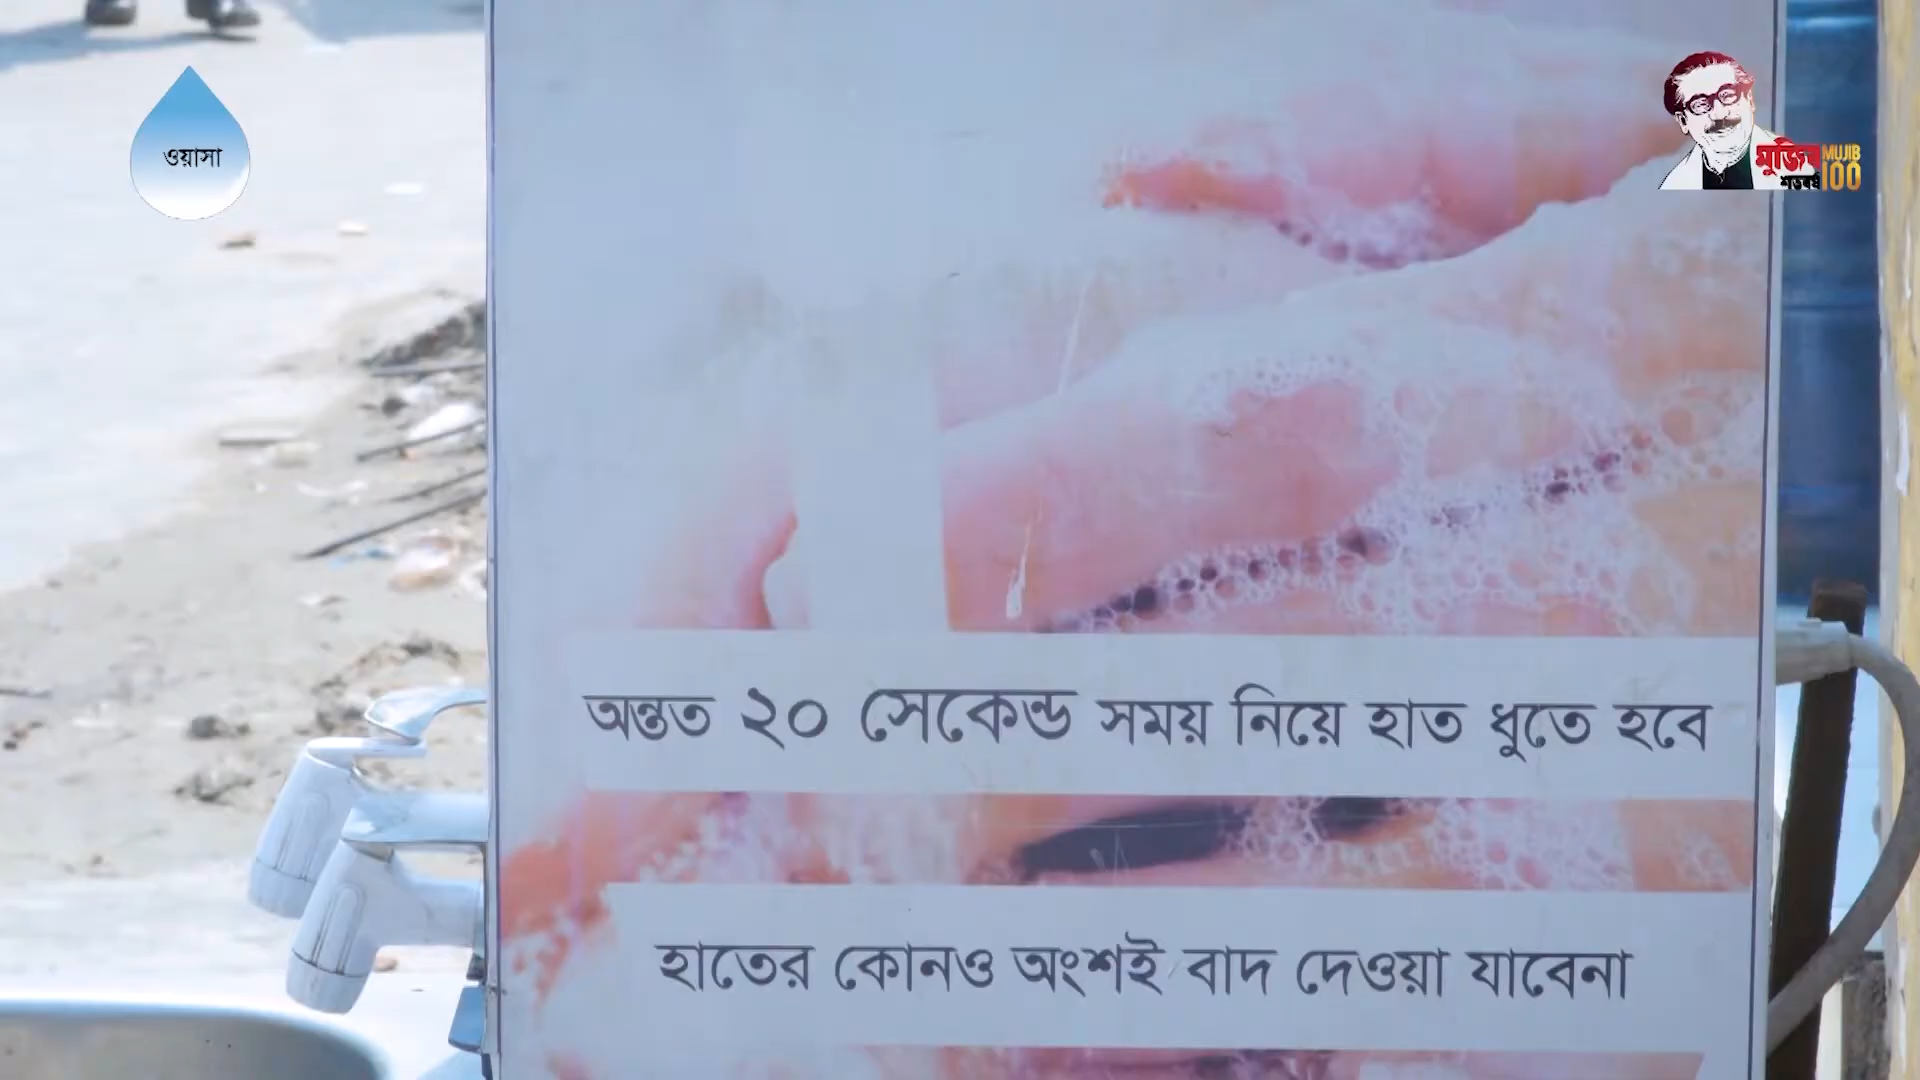 ওয়াসা
মুজিব MUJIB
শতবর্ষ 100
অন্তত ২০ সেকেন্ড সময় নিয়ে হাত ধুতে হবে
হাতের কোনও অংশই বাদ দেওয়া যাবেনা